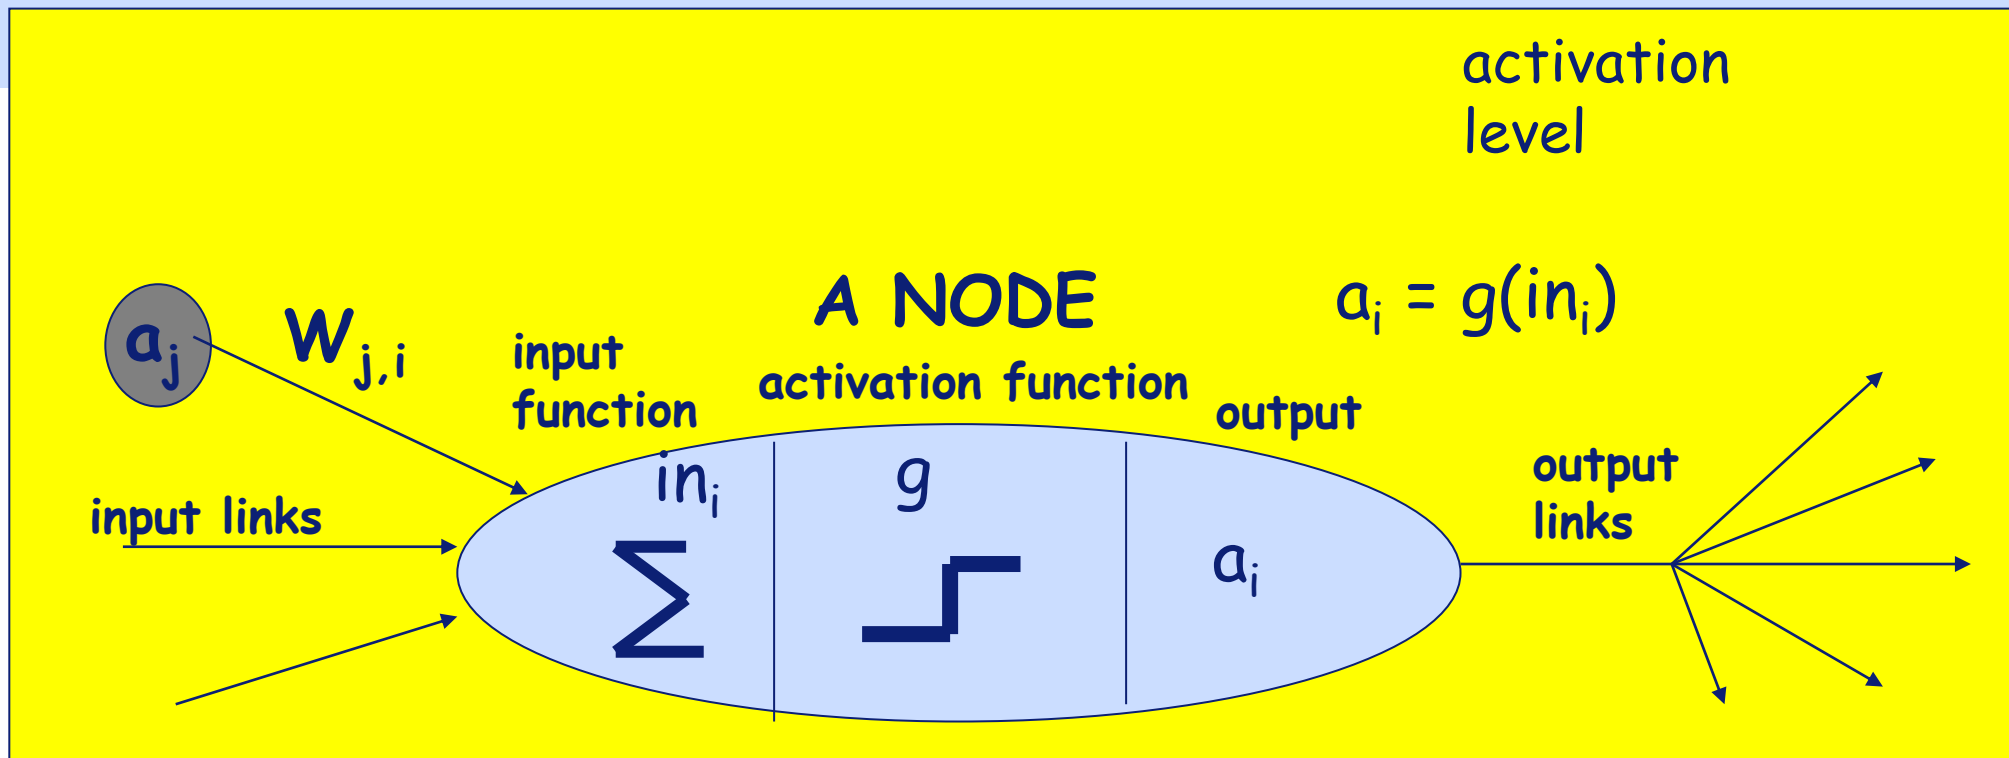 activation
level
A NODE
a_i = g(in_i)
a_j
W_j,i
input
function
activation function
output
in_i
g
output
links
input links
Σ
a_i